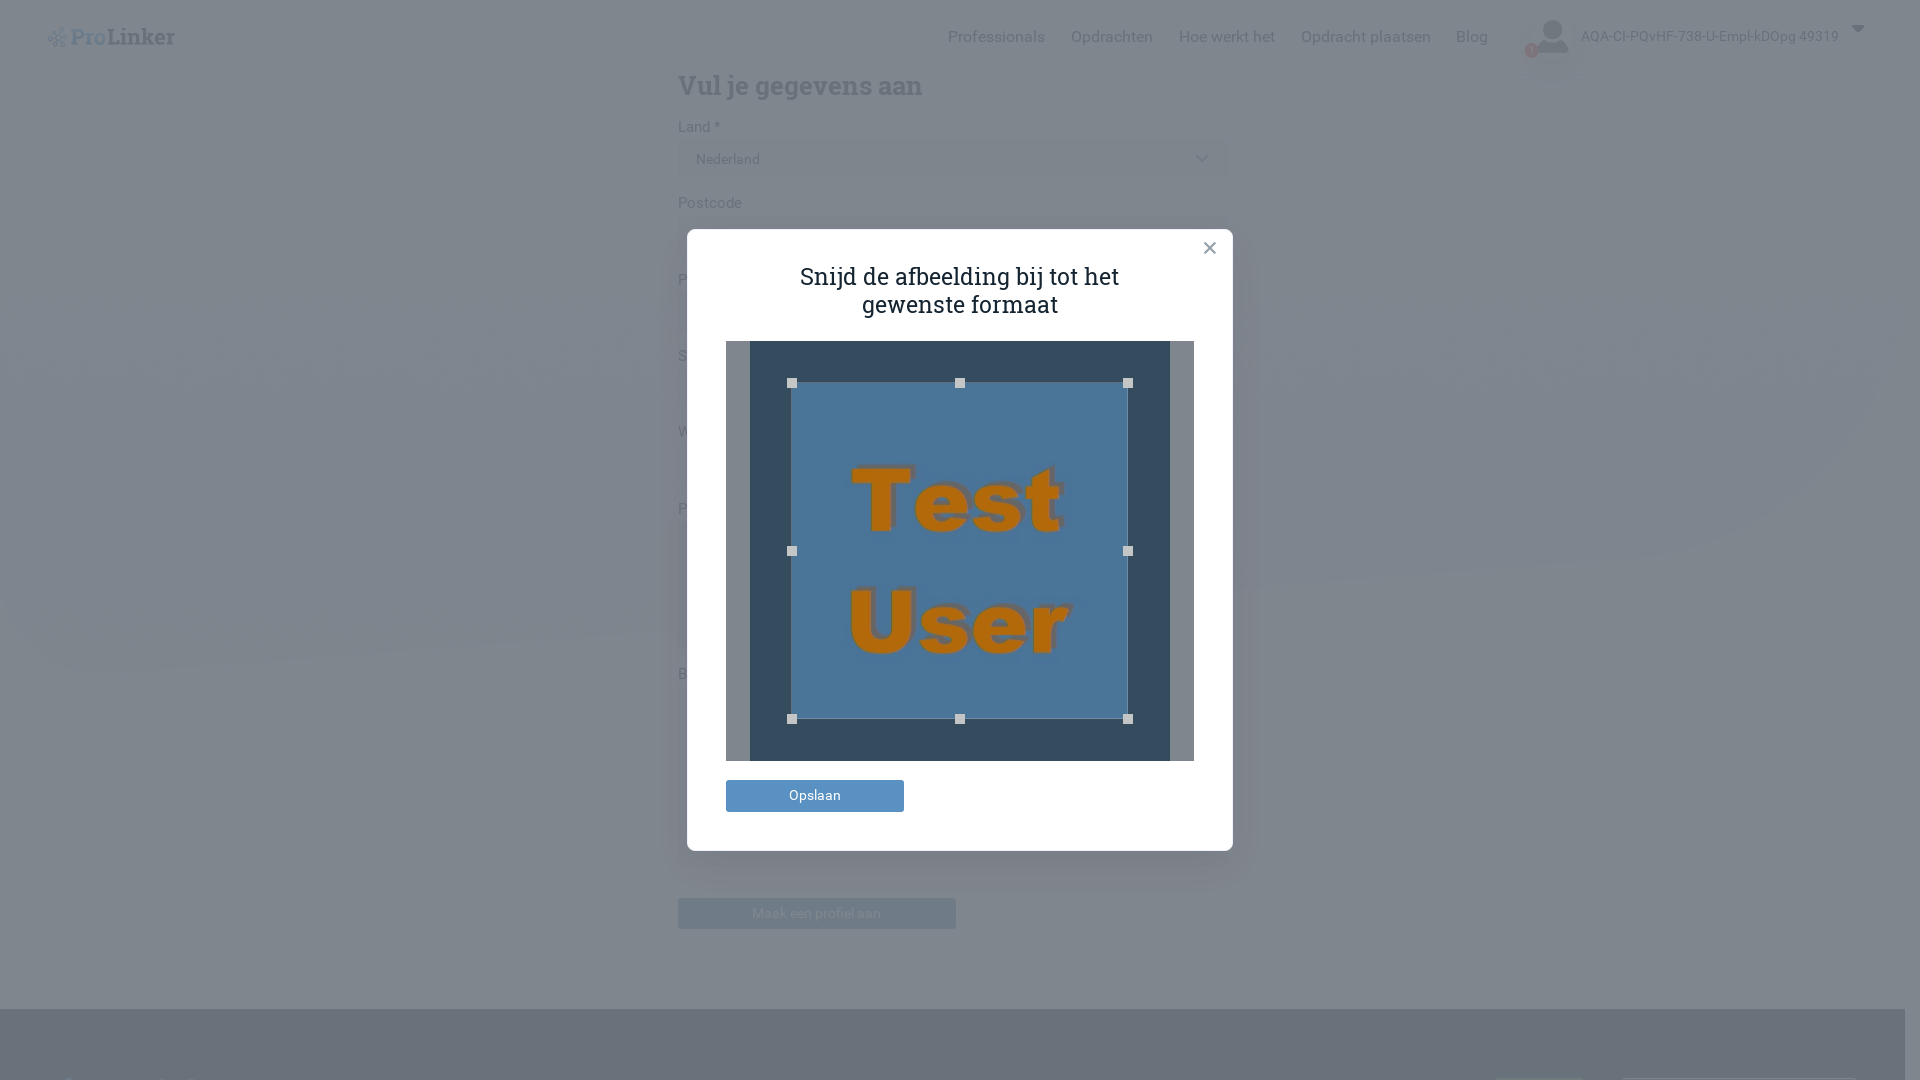 ProLinker
Professionals
Opdrachten
Hoe werkt het
Opdracht plaatsen
Blog
1
AQA-CI-PQvHF-738-U-Empl-kDOpg 49319
Vul je gegevens aan
Land *
Nederland
Postcode
Snijd de afbeelding bij tot het
gewenste formaat
Test
User
Opslaan
Maak een profiel aan